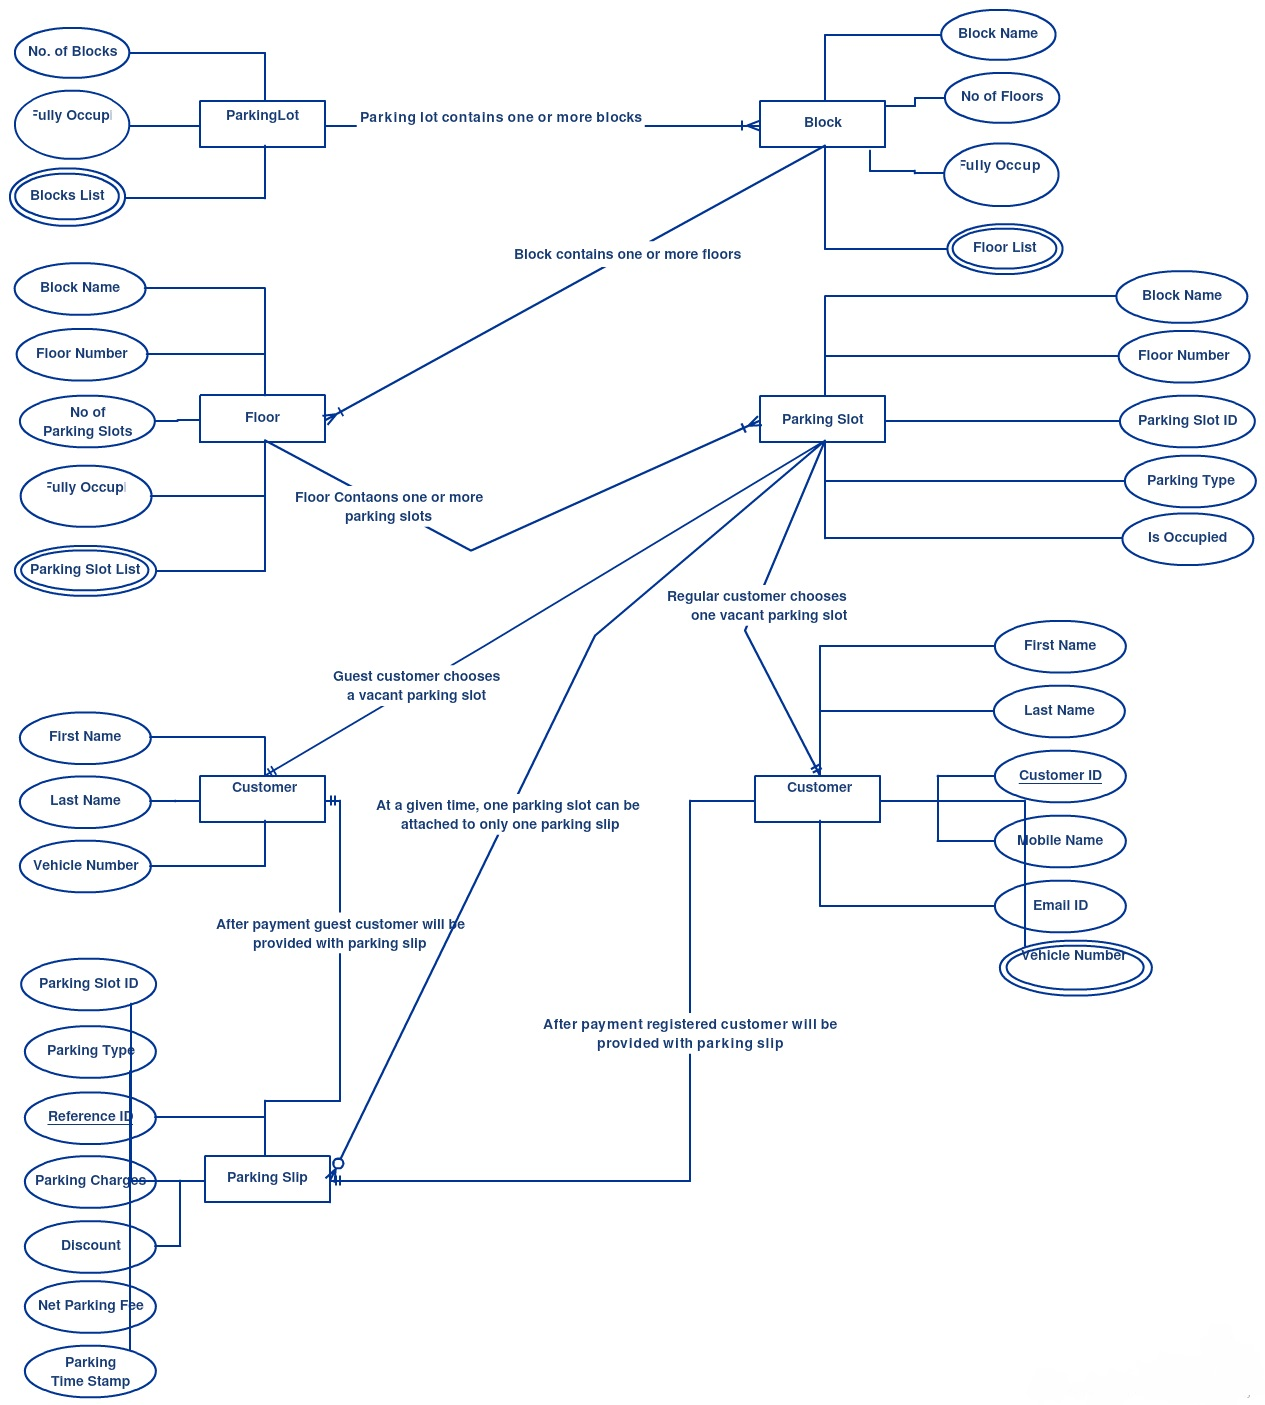 No. of Blocks
ParkingLot
Blocks List
Parking lot contains one or more blocks
Block
Block Name
No of Floors
Floor List
Block contains one or more floors
Block Name
Floor Number
No of
Parking Slots
Parking Slot List
Floor
Floor Contaons one or more
parking slots
Parking Slot
Block Name
Floor Number
Parking Slot ID
Parking Type
Is Occupied
Regular customer chooses
one vacant parking slot
Guest customer chooses
a vacant parking slot
First Name
Last Name
Vehicle Number
Customer
At a given time, one parking slot can be
attached to only one parking slip
Customer
First Name
Last Name
Customer ID
Mobile Name
Email ID
Vehicle Number
After payment guest customer will be
provided with parking slip
After payment registered customer will be
provided with parking slip
Parking Slot ID
Parking Type
Reference ID
Parking Charges
Discount
Net Parking Fee
Parking
Time Stamp
Parking Slip